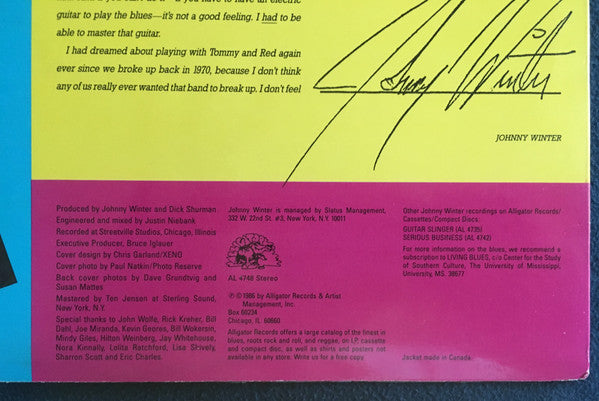 guitar to play the blues—it's not a good feeling. I had to be
able to master that guitar.
I had dreamed about playing with Tommy and Red again
ever since we broke up back in 1970, because I don't think
any of us really ever wanted that band to break up. I don't feel
Johnny Winter
JOHNNY WINTER
Produced by Johnny Winter and Dick Shurman
Engineered and mixed by Justin Niebank
Recorded at Streetville Studios, Chicago, Illinois
Executive Producer, Bruce Iglauer
Cover design by Chris Garland/XENO
Cover photo by Paul Natkin/Photo Reserve
Back cover photos by Dave Grundtvig and
Susan Mattes
Mastered by Ten Jensen at Sterling Sound,
New York, N.Y.
Special thanks to John Wolfe, Rick Kreher, Bill
Dahl, Joe Miranda, Kevin Geores, Bill Wokersin,
Mindy Giles, Hilton Weinberg, Jay Whitehouse,
Nora Kinnally, Lolita Ratchford, Lisa Shively,
Sharron Scott and Eric Charles.
Johnny Winter is managed by Slatus Management,
332 W. 22nd St. #3, New York, N.Y. 10011
AL 4748 Stereo
℗ © 1986 by Alligator Records & Artist
Management, Inc.
Box 60234
Chicago, IL 60660
Alligator Records offers a large catalog of the finest in
blues, roots rock and roll, and reggae, on LP, cassette
and compact disc, as well as shirts and posters not
available in any store. Write us for a free copy.
Other Johnny Winter recordings on Alligator Records/
Cassettes/Compact Discs:
GUITAR SLINGER (AL 4735)
SERIOUS BUSINESS (AL 4742)
For more information on the blues, we recommend a
subscription to LIVING BLUES, c/o Center for the Study
of Southern Culture, The University of Mississippi,
University, MS. 38677
Jacket made in Canada.